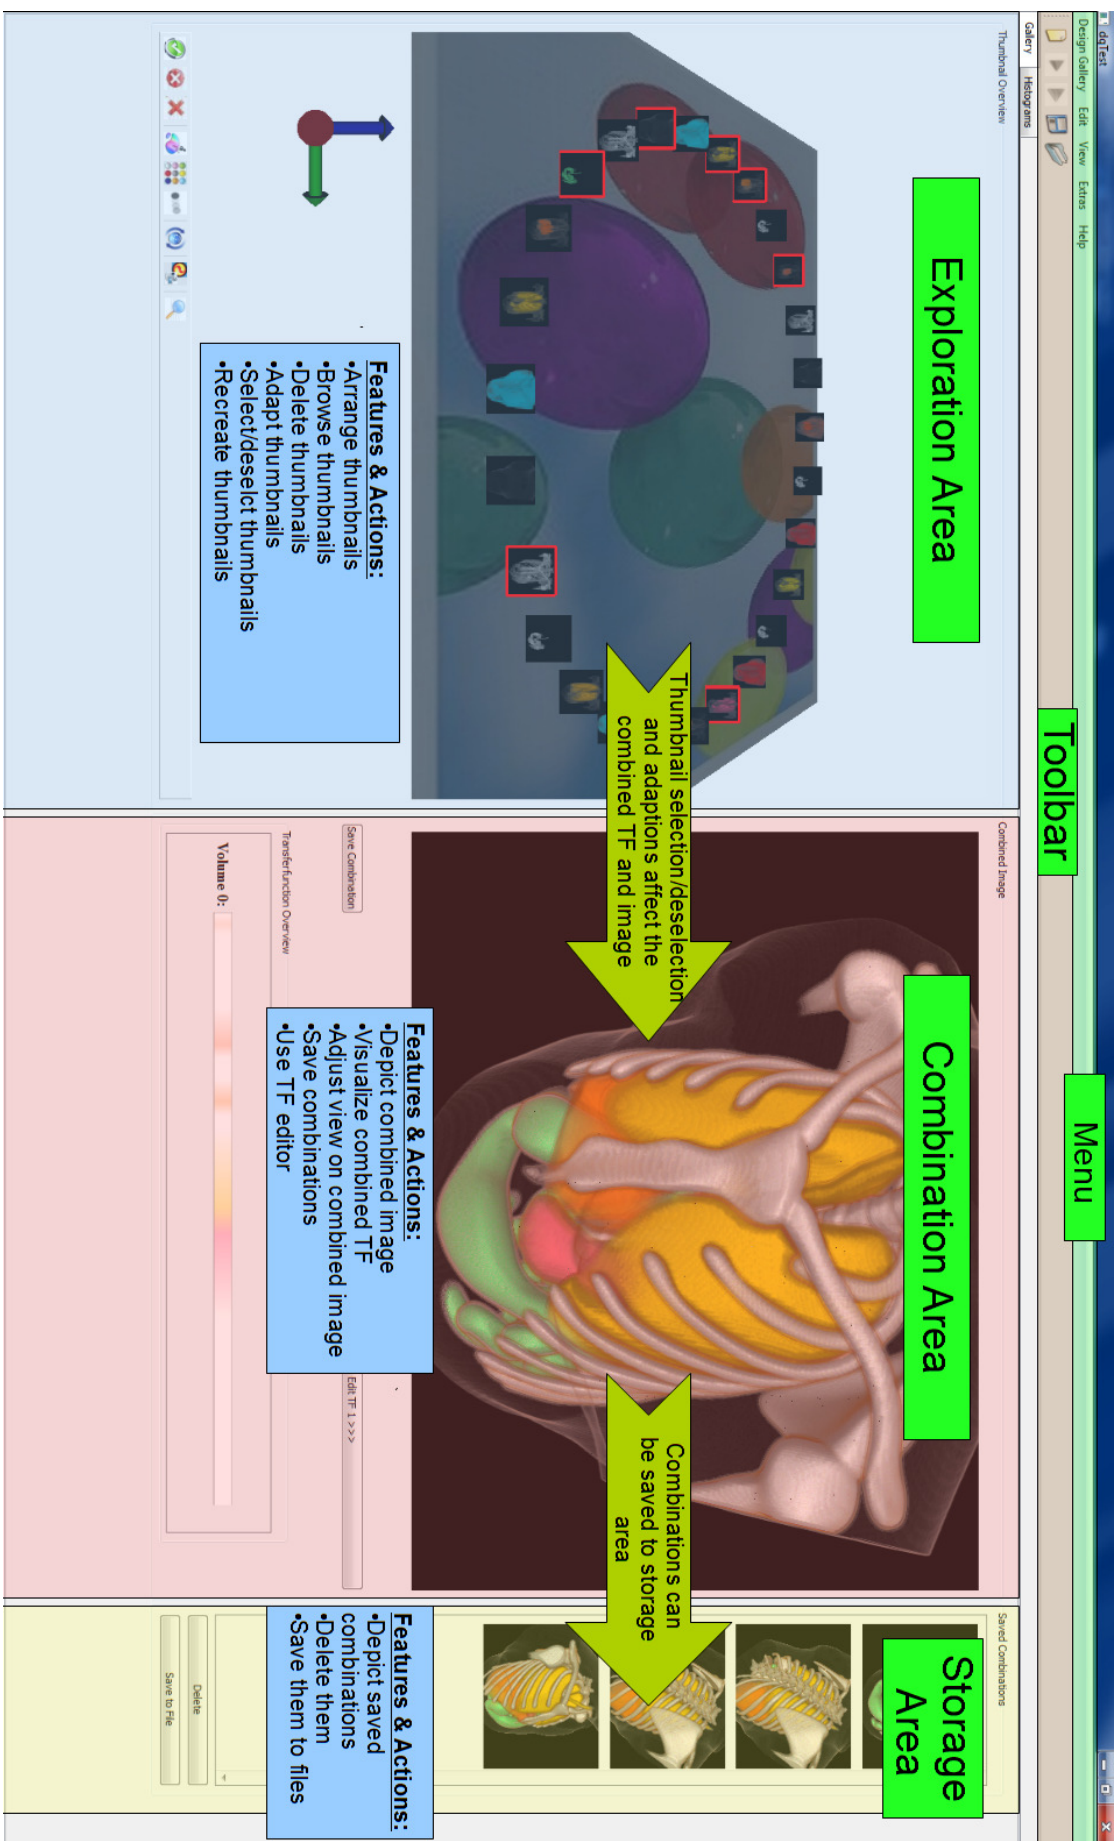 dqTest
Design Gallery Edit View Extras Help
Menu
Toolbar
Gallery Histograms
Thumbnail Overview
Exploration Area
Thumbnail selection/deselection
and adaptions affect the
combined TF and image
Features & Actions:
•Arrange thumbnails
•Browse thumbnails
•Delete thumbnails
•Adapt thumbnails
•Select/deselct thumbnails
•Recreate thumbnails
Combined Image
Combination Area
Combinations can
be saved to storage
area
Features & Actions:
•Depict combined image
•Visualize combined TF
•Adjust view on combined image
•Save combinations
•Use TF editor
Save Combination
Edit TF 1 >>>
Transferfunction Overview
Volume 0:
Saved Combinations
Storage
Area
Features & Actions:
•Depict saved
combinations
•Delete them
•Save them to files
Delete
Save to File